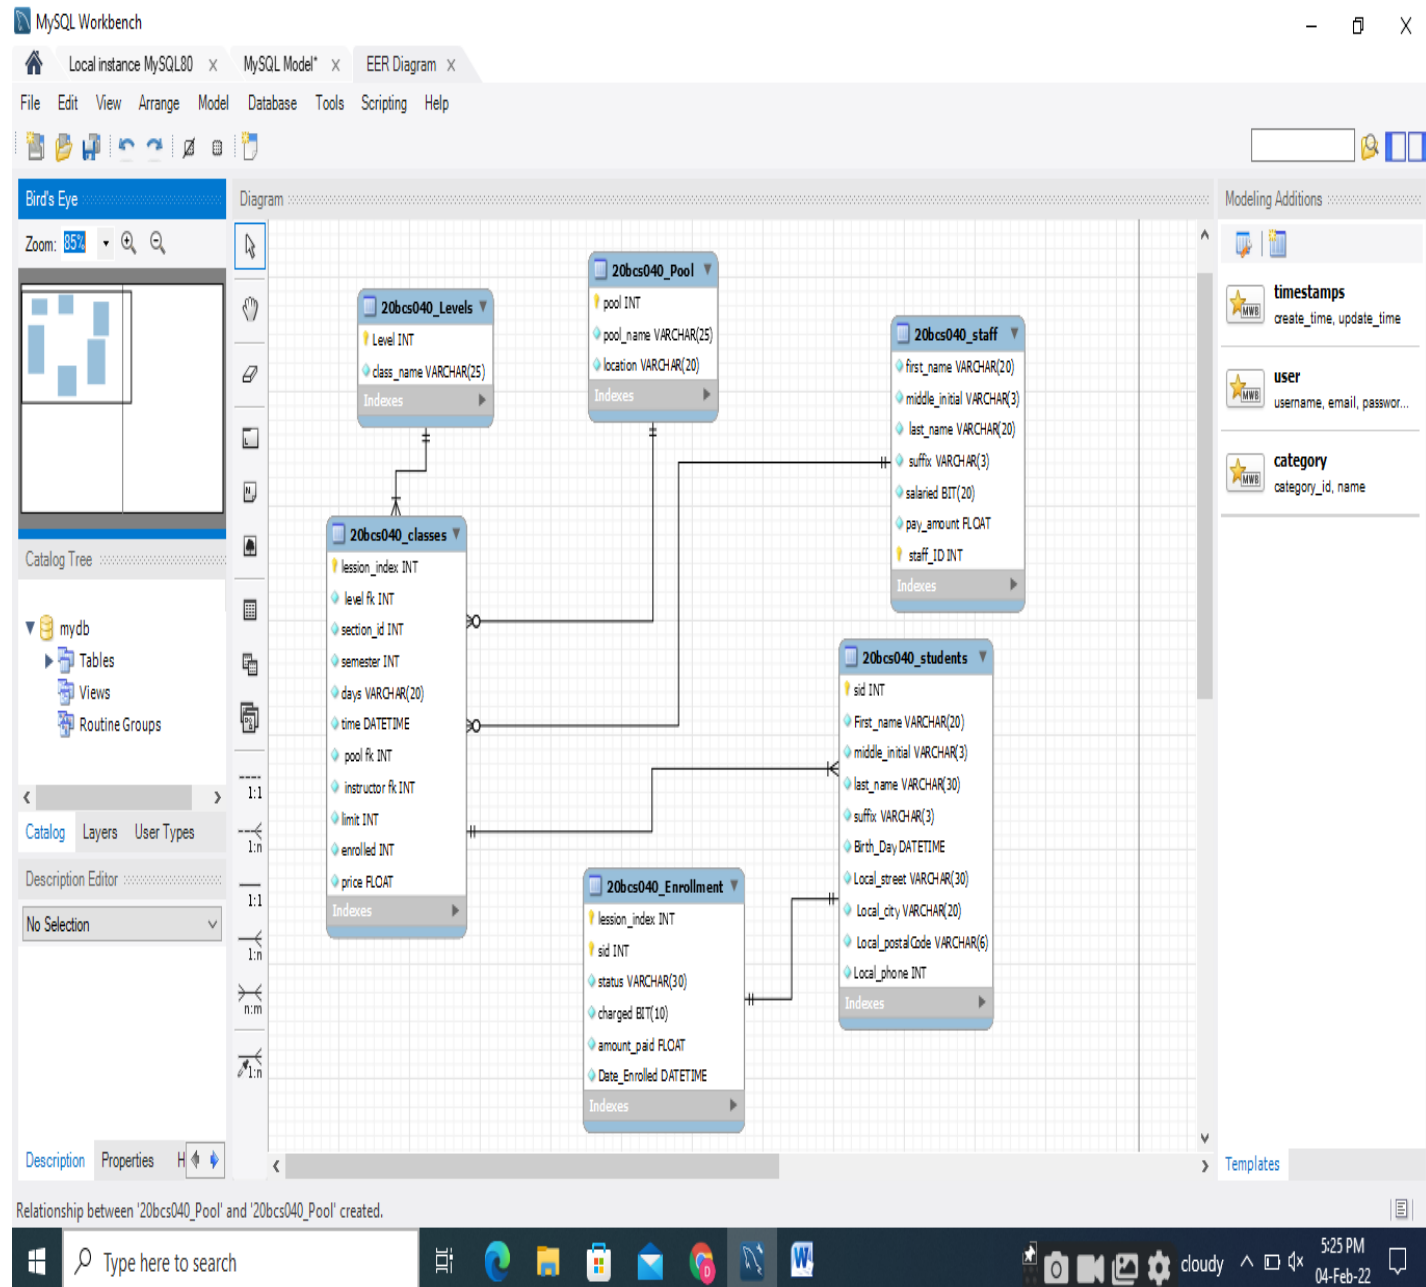 MySQL Workbench
Local instance MySQL80 x
MySQL Model* x
EER Diagram x
File Edit View Arrange Model Database Tools Scripting Help
Bird's Eye
Zoom: 85%
Diagram
Modeling Additions
timestamps
create_time, update_time
user
username, email, passwor...
category
category_id, name
Templates
Catalog Tree
mydb
Tables
Views
Routine Groups
Catalog Layers User Types
Description Editor
No Selection
Description Properties H
1:1
1:n
1:1
1:n
n:m
1:n
20bcs040_Levels
Level INT
class_name VARCHAR(25)
Indexes
20bcs040_Pool
pool INT
pool_name VARCHAR(25)
location VARCHAR(20)
Indexes
20bcs040_staff
first_name VARCHAR(20)
middle_initial VARCHAR(3)
last_name VARCHAR(20)
suffix VARCHAR(3)
salaried BIT(20)
pay_amount FLOAT
staff_ID INT
Indexes
20bcs040_classes
lession_index INT
level fk INT
section_id INT
semester INT
days VARCHAR(20)
time DATETIME
pool fk INT
instructor fk INT
limit INT
enrolled INT
price FLOAT
Indexes
20bcs040_students
sid INT
First_name VARCHAR(20)
middle_initial VARCHAR(3)
last_name VARCHAR(30)
suffix VARCHAR(3)
Birth_Day DATETIME
Local_street VARCHAR(30)
Local_city VARCHAR(20)
Local_postalCode VARCHAR(6)
Local_phone INT
Indexes
20bcs040_Enrollment
lession_index INT
sid INT
status VARCHAR(30)
charged BIT(10)
amount_paid FLOAT
Date_Enrolled DATETIME
Indexes
Relationship between '20bcs040_Pool' and '20bcs040_Pool' created.
Type here to search
cloudy
5:25 PM
04-Feb-22